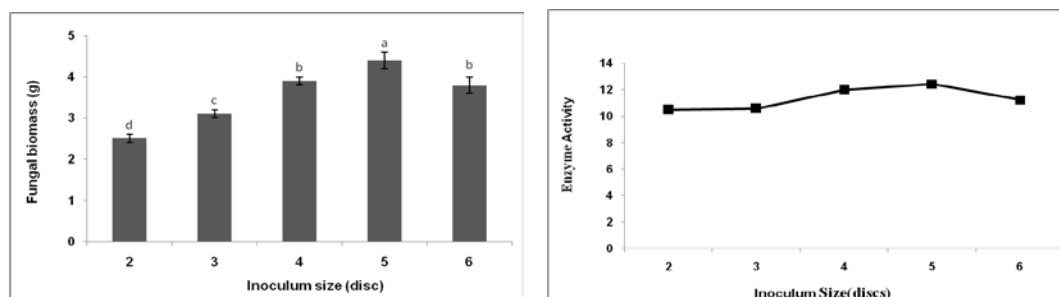 Fungal biomass (g)
5
4
3
2
1
0
d
c
b
a
b
2 3 4 5 6
Inoculum size (disc)
Enzyme Activity
14
12
10
8
6
4
2
0
2 3 4 5 6
Inoculum Size(discs)